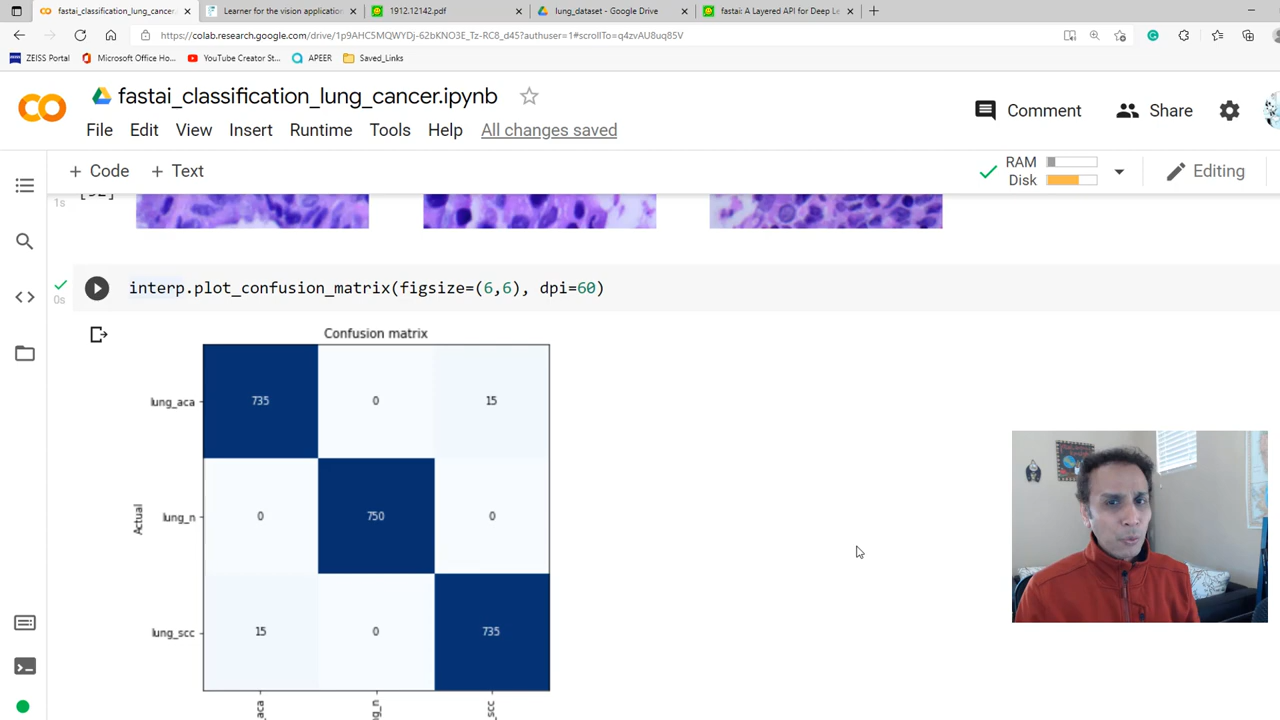 fastai_classification_lung_cancer.
Learner for the vision application
1912.12142.pdf
lung_dataset - Google Drive
fastai: A Layered API for Deep Le
https://colab.research.google.com/drive/1p9AHC5MQWYDj-62bKNO3E_Tz-RC8_d45?authuser=1#scrollTo=q4zvAU8uq85V
ZEISS Portal
Microsoft Office Ho...
YouTube Creator St...
APEER
Saved_Links
fastai_classification_lung_cancer.ipynb
Comment
Share
File Edit View Insert Runtime Tools Help All changes saved
+ Code + Text
RAM
Disk
Editing
1s
interp.plot_confusion_matrix(figsize=(6,6), dpi=60)
0s
Confusion matrix
lung_aca 735 0 15
Actual
lung_n 0 750 0
lung_scc 15 0 735